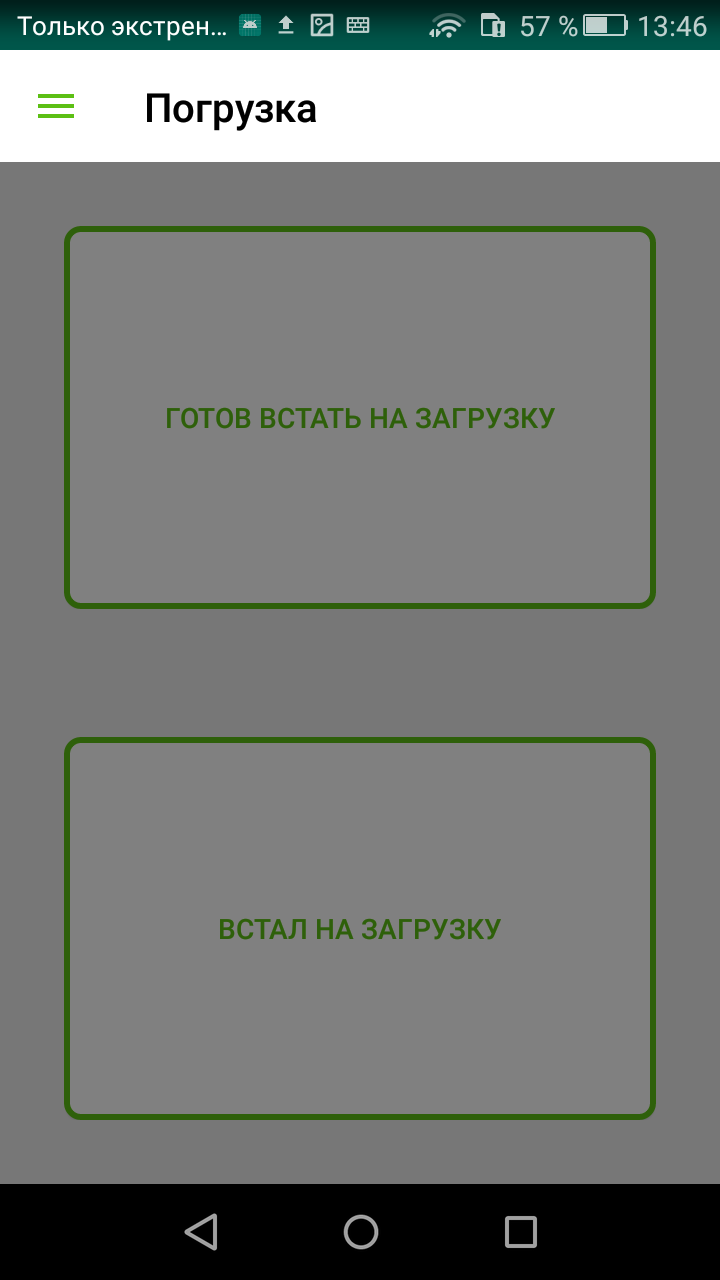 Только экстрен... 57 % 13:46
Погрузка
ГОТОВ ВСТАТЬ НА ЗАГРУЗКУ
ВСТАЛ НА ЗАГРУЗКУ